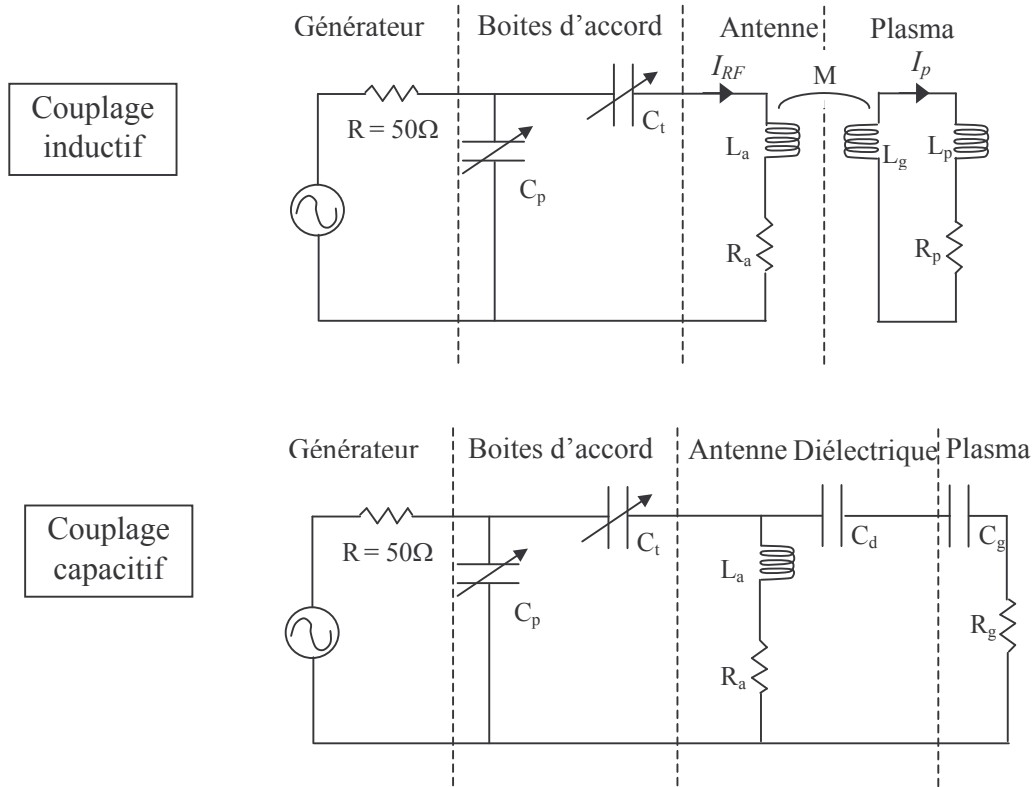 Générateur
Boites d’accord
Antenne
Plasma
Couplage
inductif
R = 50Ω
C_p
C_t
I_RF
M
I_p
L_a
L_g
L_p
R_a
R_p
Générateur
Boites d’accord
Antenne
Diélectrique
Plasma
Couplage
capacitif
R = 50Ω
C_p
C_t
L_a
C_d
C_g
R_a
R_g